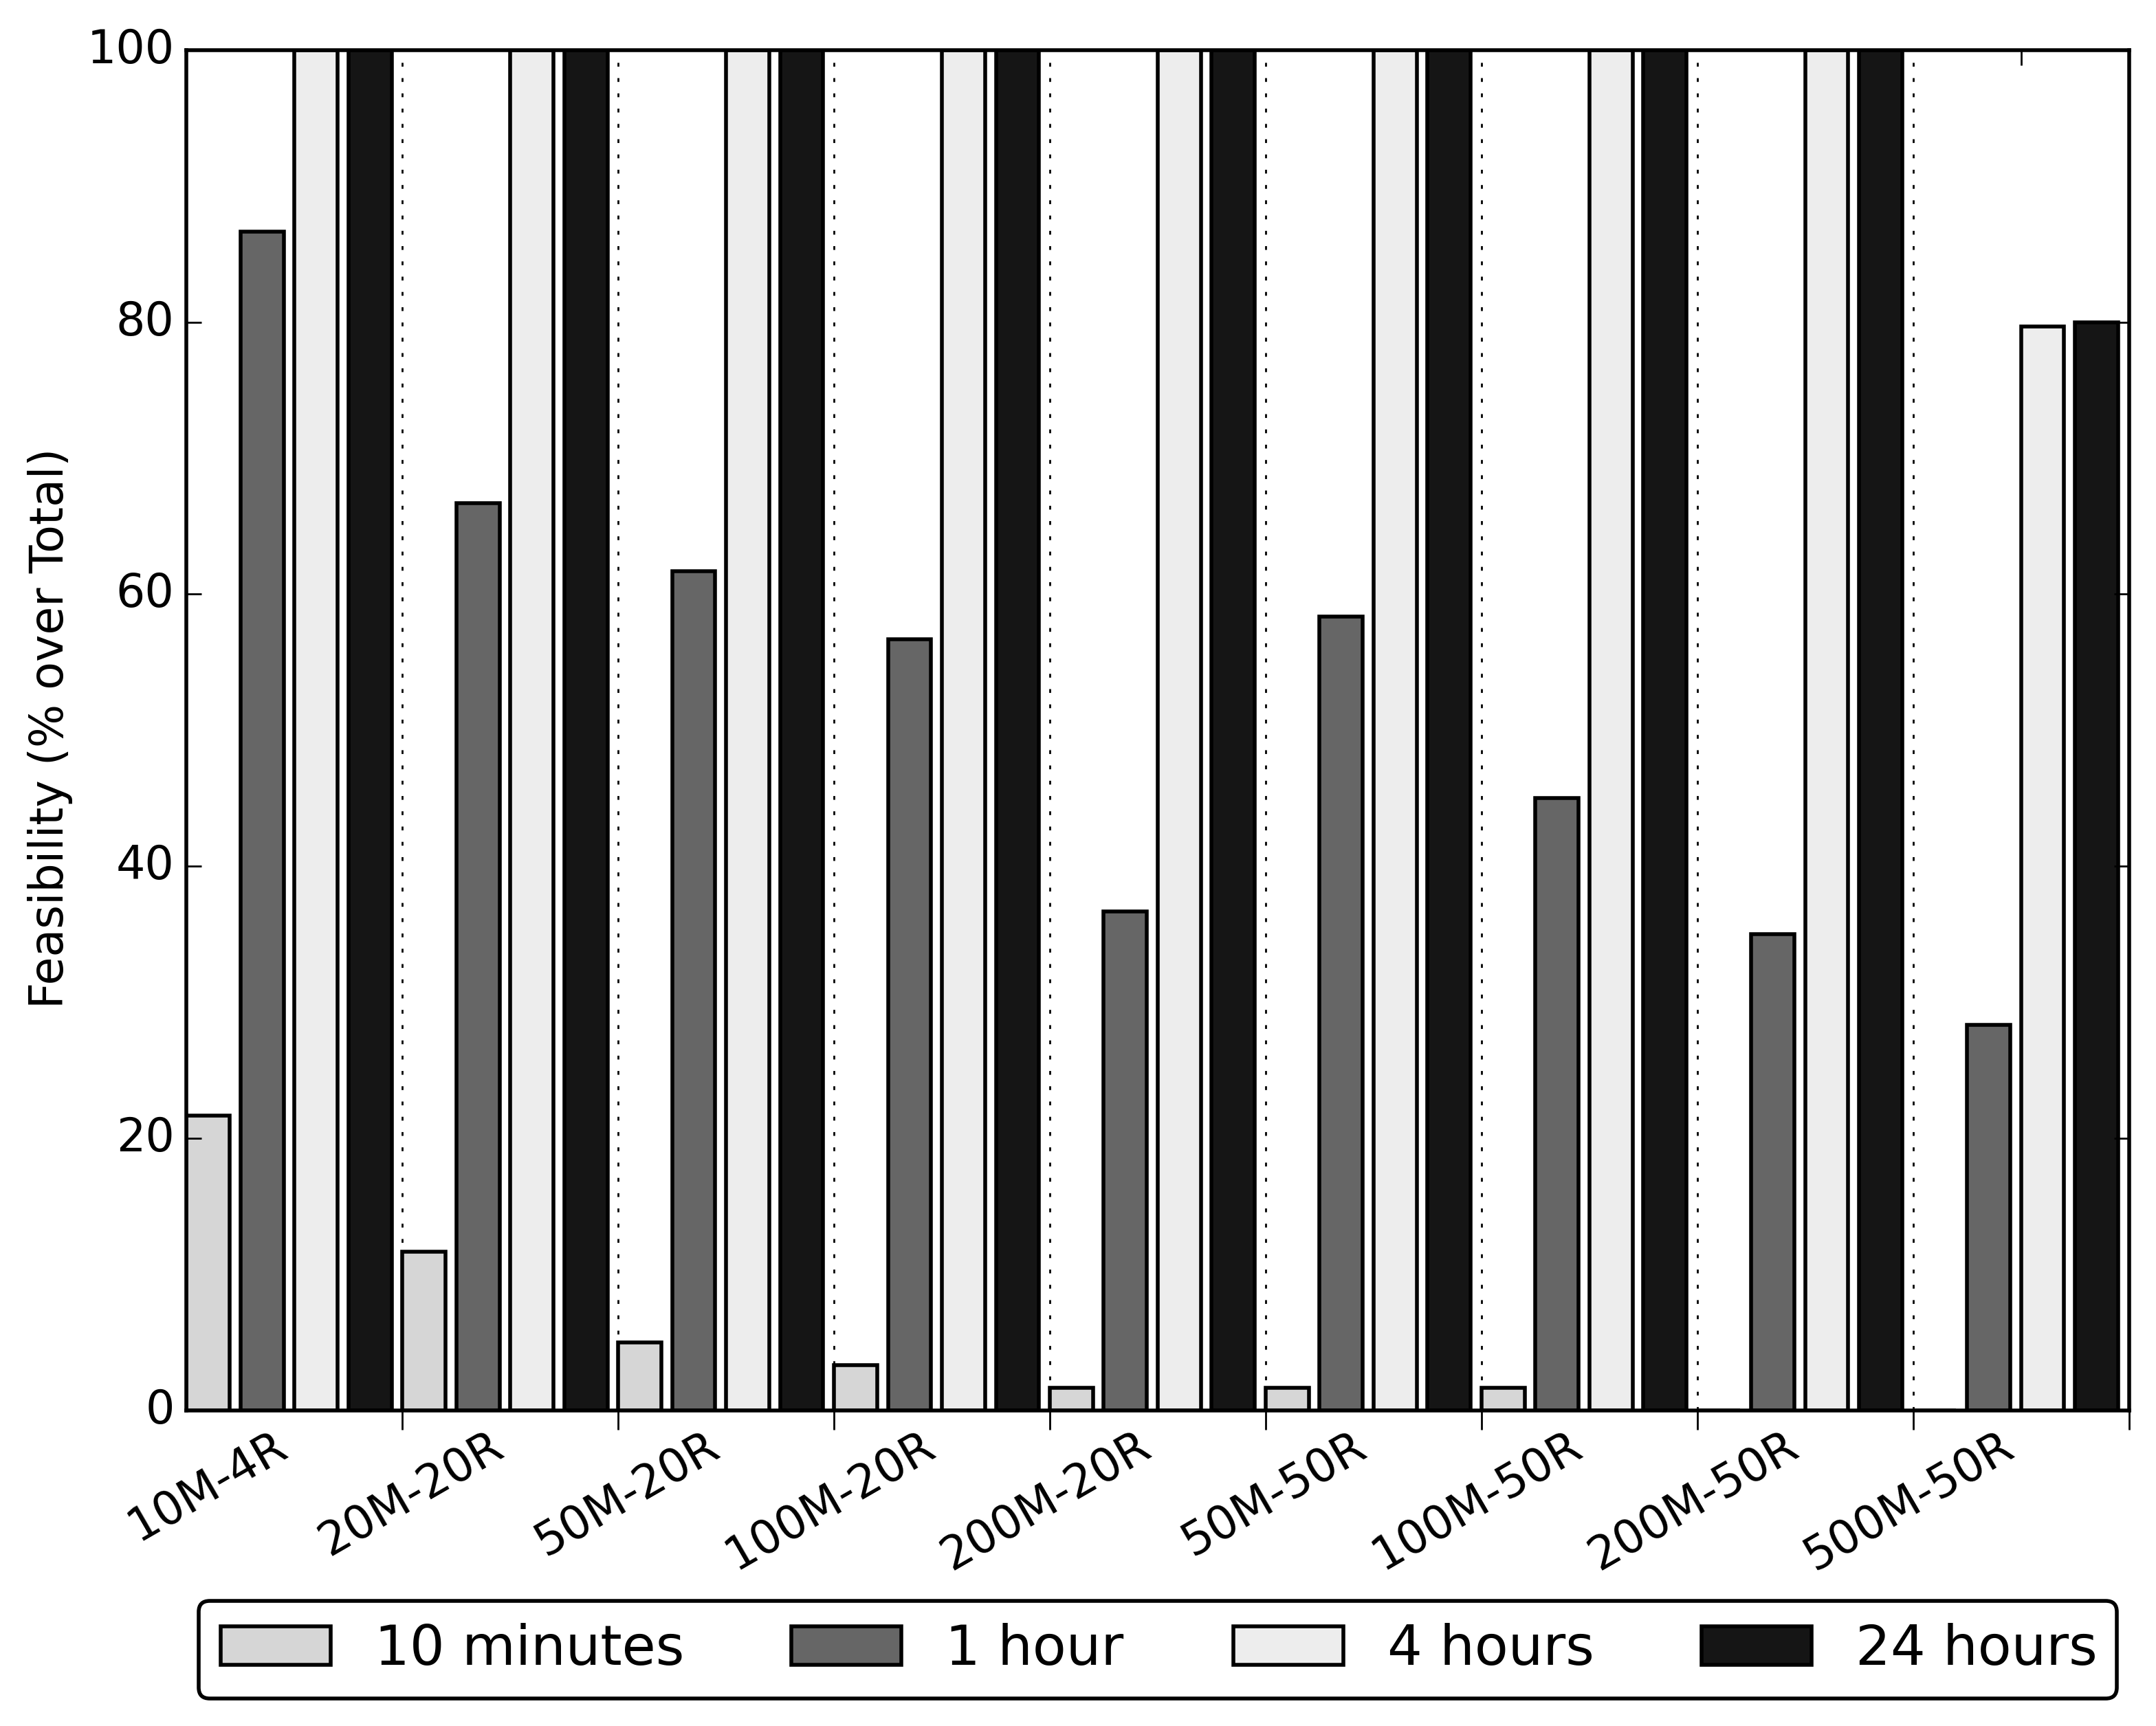 Feasibility (% over Total)
100
80
60
40
20
0
10M-4R
20M-20R
50M-20R
100M-20R
200M-20R
50M-50R
100M-50R
200M-50R
500M-50R
10 minutes
1 hour
4 hours
24 hours